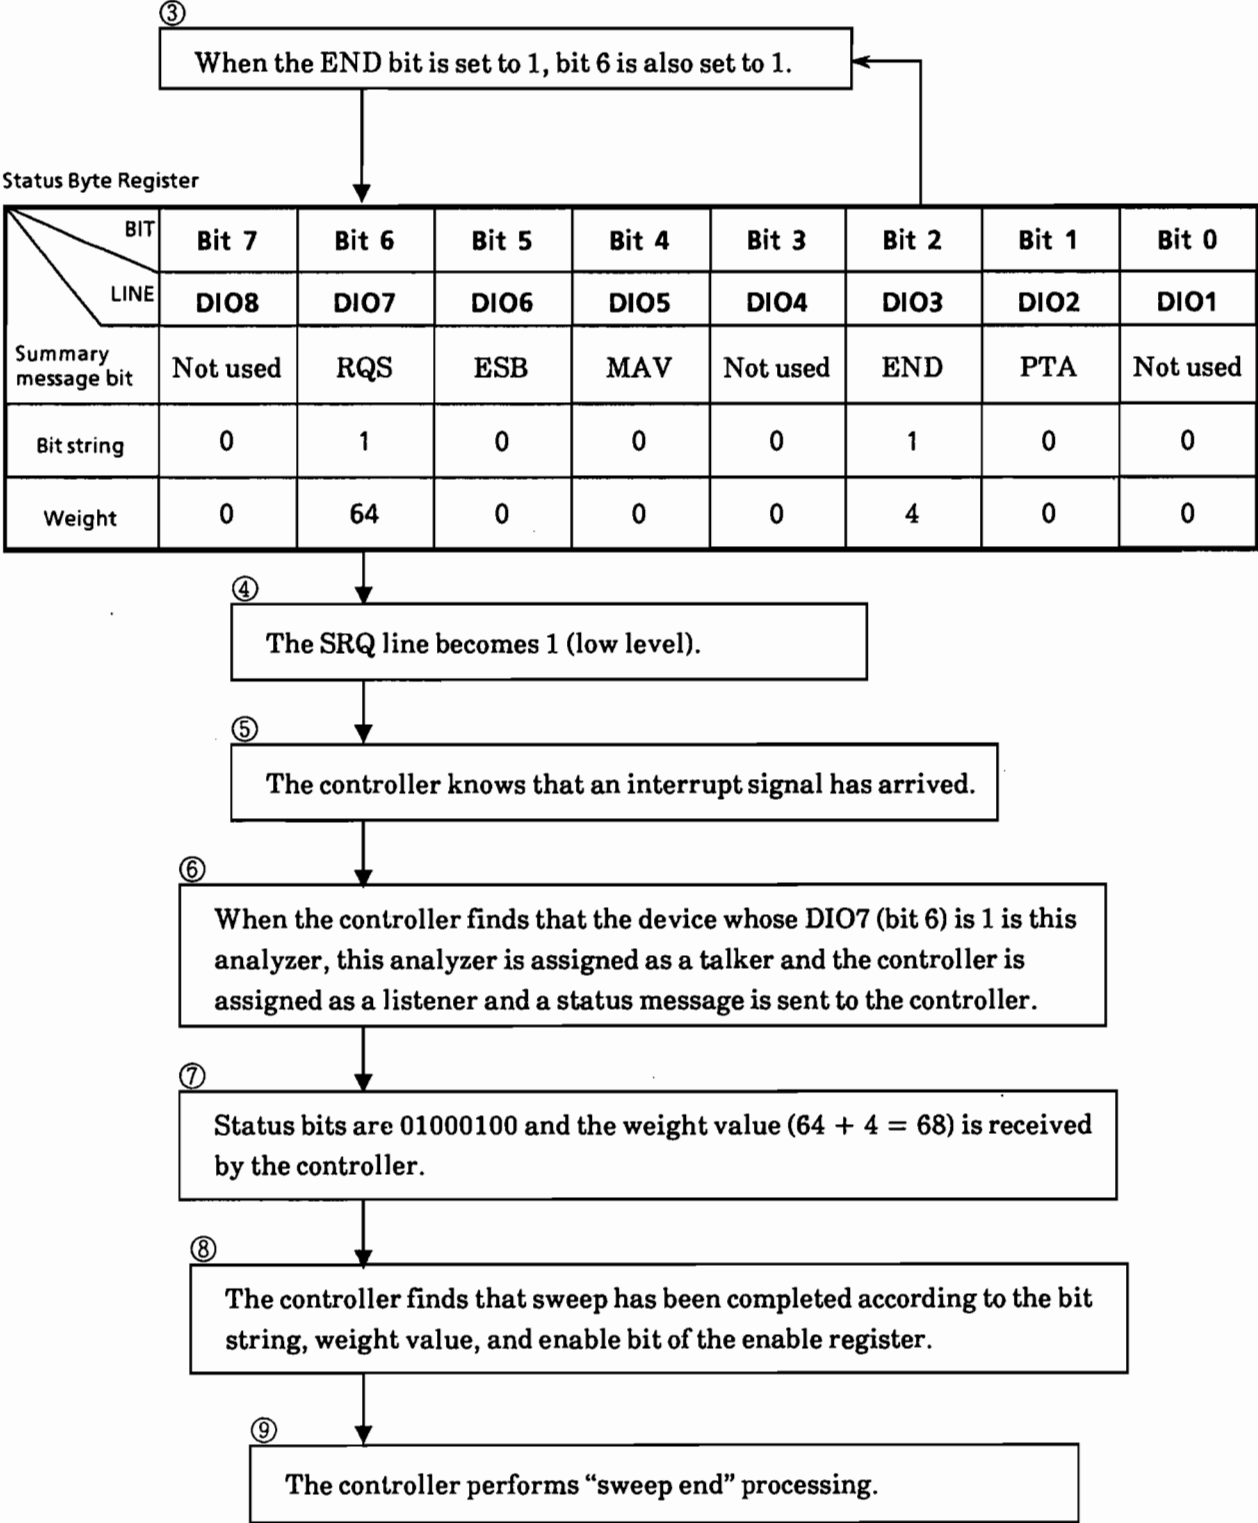 ③
When the END bit is set to 1, bit 6 is also set to 1.
Status Byte Register
BIT Bit 7 Bit 6 Bit 5 Bit 4 Bit 3 Bit 2 Bit 1 Bit 0
LINE DIO8 DIO7 DIO6 DIO5 DIO4 DIO3 DIO2 DIO1
Summary
message bit Not used RQS ESB MAV Not used END PTA Not used
Bit string 0 1 0 0 0 1 0 0
Weight 0 64 0 0 0 4 0 0
④
The SRQ line becomes 1 (low level).
⑤
The controller knows that an interrupt signal has arrived.
⑥
When the controller finds that the device whose DIO7 (bit 6) is 1 is this
analyzer, this analyzer is assigned as a talker and the controller is
assigned as a listener and a status message is sent to the controller.
⑦
Status bits are 01000100 and the weight value (64 + 4 = 68) is received
by the controller.
⑧
The controller finds that sweep has been completed according to the bit
string, weight value, and enable bit of the enable register.
⑨
The controller performs “sweep end” processing.